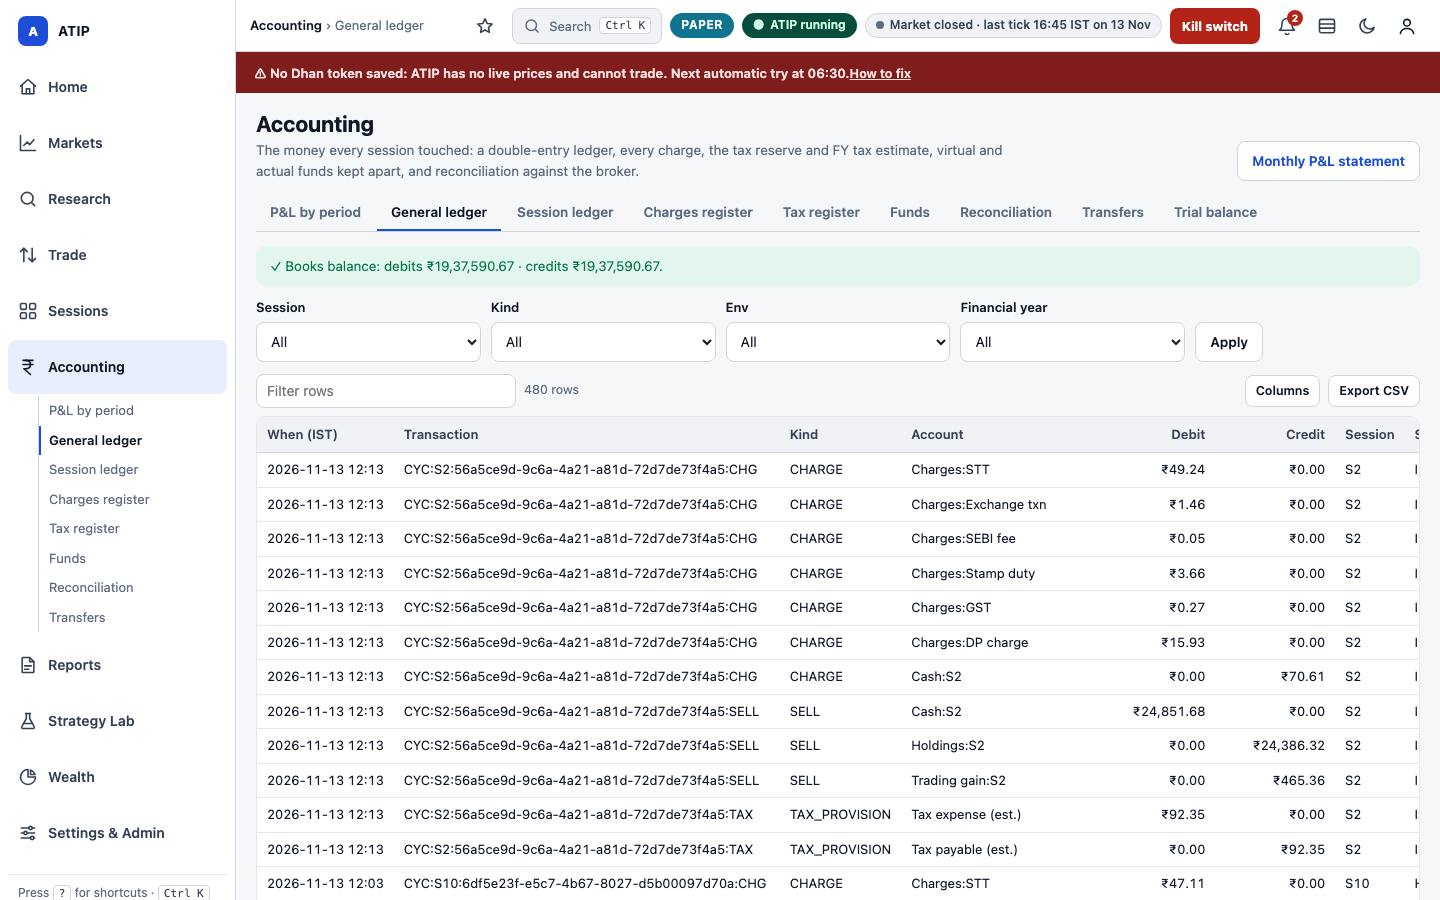 A ATIP
Home
Markets
Research
Trade
Sessions
₹ Accounting
P&L by period
General ledger
Session ledger
Charges register
Tax register
Funds
Reconciliation
Transfers
Reports
Strategy Lab
Wealth
Settings & Admin
Press ? for shortcuts · Ctrl K
Accounting › General ledger
Search Ctrl K
PAPER
ATIP running
Market closed · last tick 16:45 IST on 13 Nov
Kill switch
2
⚠ No Dhan token saved: ATIP has no live prices and cannot trade. Next automatic try at 06:30.How to fix
Accounting
The money every session touched: a double-entry ledger, every charge, the tax reserve and FY tax estimate, virtual and
actual funds kept apart, and reconciliation against the broker.
Monthly P&L statement
P&L by period General ledger Session ledger Charges register Tax register Funds Reconciliation Transfers Trial balance
✓ Books balance: debits ₹19,37,590.67 · credits ₹19,37,590.67.
Session Kind Env Financial year
All All All All Apply
Filter rows 480 rows Columns Export CSV
When (IST) Transaction Kind Account Debit Credit Session
2026-11-13 12:13 CYC:S2:56a5ce9d-9c6a-4a21-a81d-72d7de73f4a5:CHG CHARGE Charges:STT ₹49.24 ₹0.00 S2
2026-11-13 12:13 CYC:S2:56a5ce9d-9c6a-4a21-a81d-72d7de73f4a5:CHG CHARGE Charges:Exchange txn ₹1.46 ₹0.00 S2
2026-11-13 12:13 CYC:S2:56a5ce9d-9c6a-4a21-a81d-72d7de73f4a5:CHG CHARGE Charges:SEBI fee ₹0.05 ₹0.00 S2
2026-11-13 12:13 CYC:S2:56a5ce9d-9c6a-4a21-a81d-72d7de73f4a5:CHG CHARGE Charges:Stamp duty ₹3.66 ₹0.00 S2
2026-11-13 12:13 CYC:S2:56a5ce9d-9c6a-4a21-a81d-72d7de73f4a5:CHG CHARGE Charges:GST ₹0.27 ₹0.00 S2
2026-11-13 12:13 CYC:S2:56a5ce9d-9c6a-4a21-a81d-72d7de73f4a5:CHG CHARGE Charges:DP charge ₹15.93 ₹0.00 S2
2026-11-13 12:13 CYC:S2:56a5ce9d-9c6a-4a21-a81d-72d7de73f4a5:CHG CHARGE Cash:S2 ₹0.00 ₹70.61 S2
2026-11-13 12:13 CYC:S2:56a5ce9d-9c6a-4a21-a81d-72d7de73f4a5:SELL SELL Cash:S2 ₹24,851.68 ₹0.00 S2
2026-11-13 12:13 CYC:S2:56a5ce9d-9c6a-4a21-a81d-72d7de73f4a5:SELL SELL Holdings:S2 ₹0.00 ₹24,386.32 S2
2026-11-13 12:13 CYC:S2:56a5ce9d-9c6a-4a21-a81d-72d7de73f4a5:SELL SELL Trading gain:S2 ₹0.00 ₹465.36 S2
2026-11-13 12:13 CYC:S2:56a5ce9d-9c6a-4a21-a81d-72d7de73f4a5:TAX TAX_PROVISION Tax expense (est.) ₹92.35 ₹0.00 S2
2026-11-13 12:13 CYC:S2:56a5ce9d-9c6a-4a21-a81d-72d7de73f4a5:TAX TAX_PROVISION Tax payable (est.) ₹0.00 ₹92.35 S2
2026-11-13 12:03 CYC:S10:6df5e23f-e5c7-4b67-8027-d5b00097d70a:CHG CHARGE Charges:STT ₹47.11 ₹0.00 S10